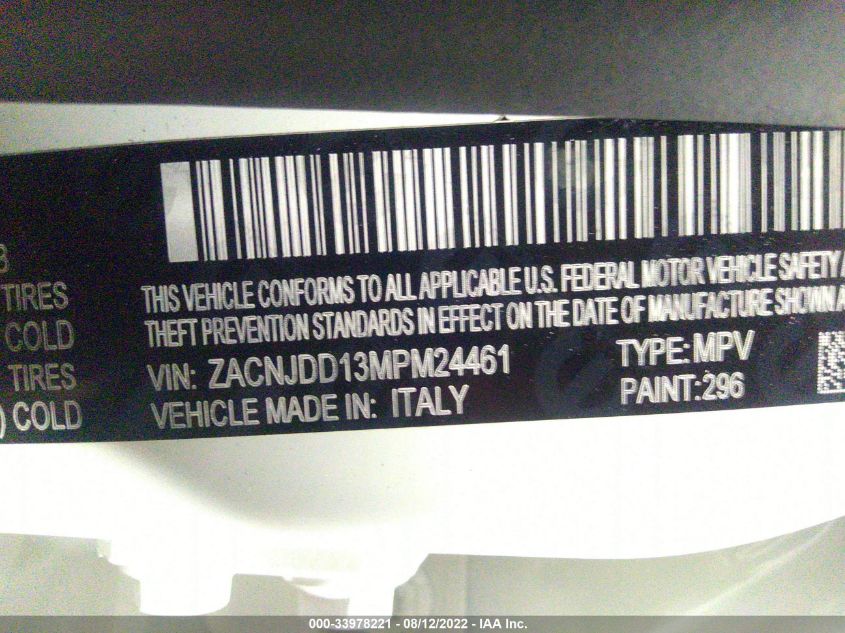 3
TIRES
COLD
TIRES
) COLD
THIS VEHICLE CONFORMS TO ALL APPLICABLE U.S. FEDERAL MOTOR VEHICLE SAFETY A
THEFT PREVENTION STANDARDS IN EFFECT ON THE DATE OF MANUFACTURE SHOWN A
VIN: ZACNJDD13MPM24461 TYPE: MPV
VEHICLE MADE IN: ITALY PAINT:296
000-33978221 - 08/12/2022 - IAA Inc.